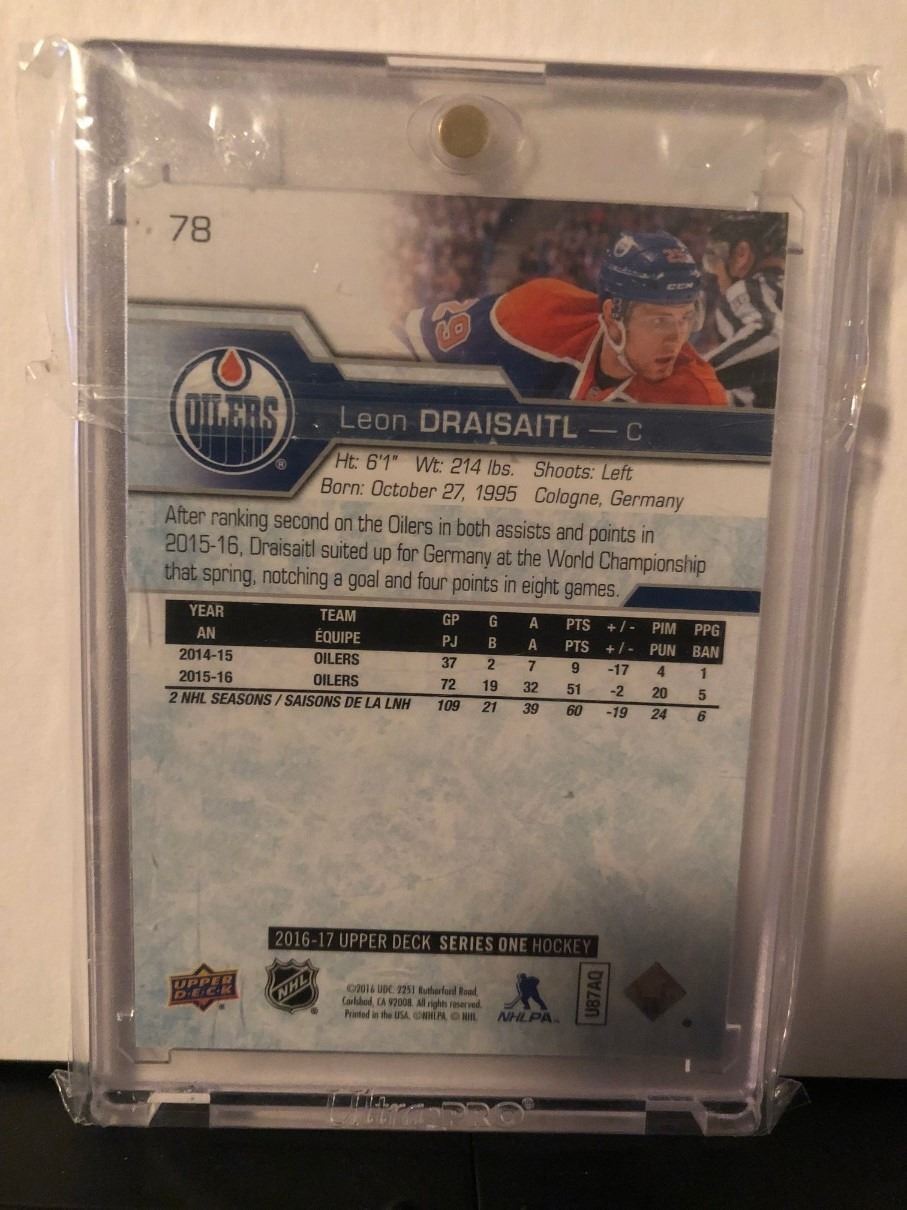 78
29
OILERS
®
Leon DRAISAITL — C
Ht: 6'1" Wt: 214 lbs. Shoots: Left
Born: October 27, 1995 Cologne, Germany
After ranking second on the Oilers in both assists and points in
2015-16, Draisaitl suited up for Germany at the World Championship
that spring, notching a goal and four points in eight games.
YEAR TEAM GP G A PTS +/- PIM PPG
AN ÉQUIPE PJ B A PTS +/- PUN BAN
2014-15 OILERS 37 2 7 9 -17 4 1
2015-16 OILERS 72 19 32 51 -2 20 5
2 NHL SEASONS / SAISONS DE LA LNH 109 21 39 60 -19 24 6
2016-17 UPPER DECK SERIES ONE HOCKEY
UPPER
D·E·C·K
NHL
©2016 UDC. 2251 Rutherford Road,
Carlsbad, CA 92008. All rights reserved.
Printed in the USA. ©NHLPA. © NHL.
NHLPA
U87AQ
Ultra·PRO®